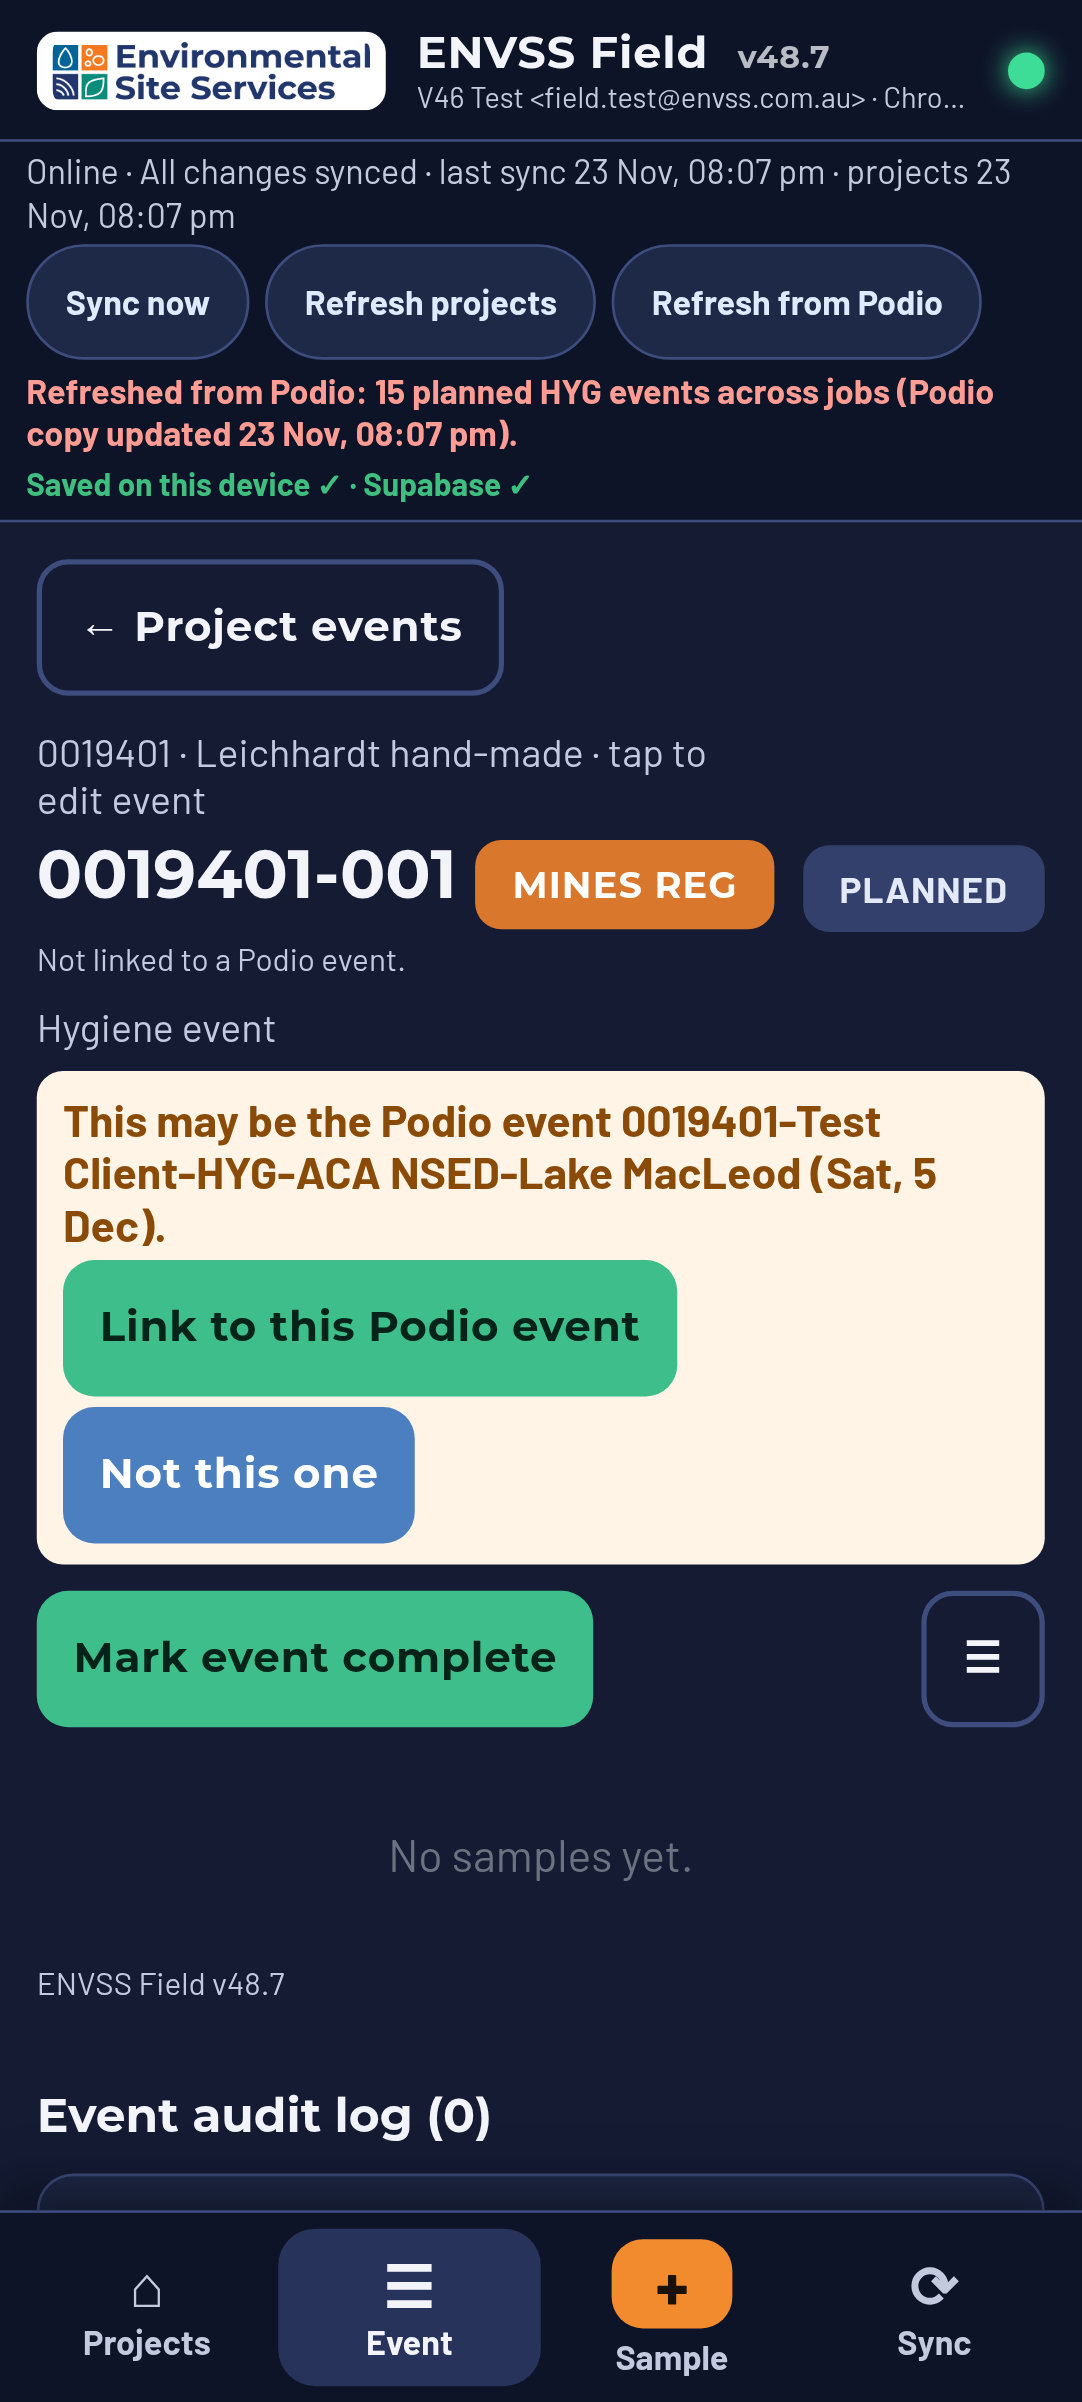 Environmental
Site Services
ENVSS Field v48.7
V46 Test <field.test@envss.com.au> · Chro...
Online · All changes synced · last sync 23 Nov, 08:07 pm · projects 23
Nov, 08:07 pm
Sync now
Refresh projects
Refresh from Podio
Refreshed from Podio: 15 planned HYG events across jobs (Podio
copy updated 23 Nov, 08:07 pm).
Saved on this device ✓ · Supabase ✓
← Project events
0019401 · Leichhardt hand-made · tap to
edit event
0019401-001 MINES REG PLANNED
Not linked to a Podio event.
Hygiene event
This may be the Podio event 0019401-Test
Client-HYG-ACA NSED-Lake MacLeod (Sat, 5
Dec).
Link to this Podio event
Not this one
Mark event complete
☰
No samples yet.
ENVSS Field v48.7
Event audit log (0)
Projects
Event
Sample
Sync